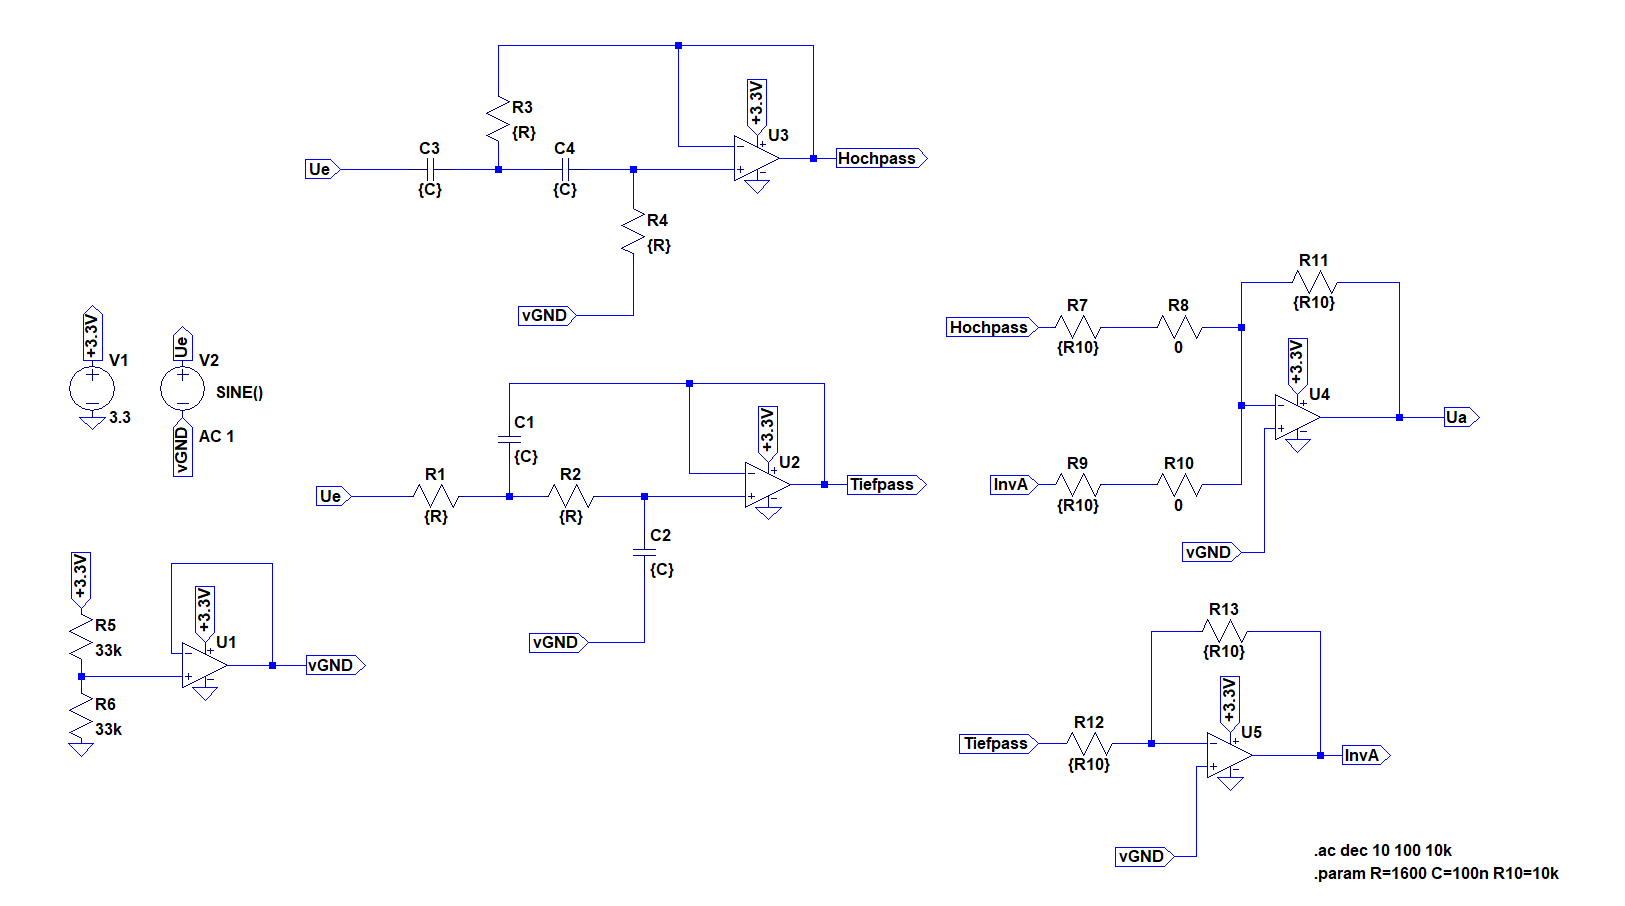 R3
{R}
+3.3V
U3
C3
C4
Ue
Hochpass
{C}
{C}
R4
{R}
vGND
+3.3V
V1
3.3
Ue
V2
SINE()
AC 1
vGND
C1
{C}
+3.3V
U2
R1
R2
Ue
Tiefpass
{R}
{R}
C2
{C}
vGND
+3.3V
R5
33k
R6
33k
+3.3V
U1
vGND
R11
{R10}
Hochpass
R7
{R10}
R8
0
+3.3V
U4
Ua
InvA
R9
{R10}
R10
0
vGND
R13
{R10}
+3.3V
U5
Tiefpass
R12
{R10}
InvA
vGND
.ac dec 10 100 10k
.param R=1600 C=100n R10=10k